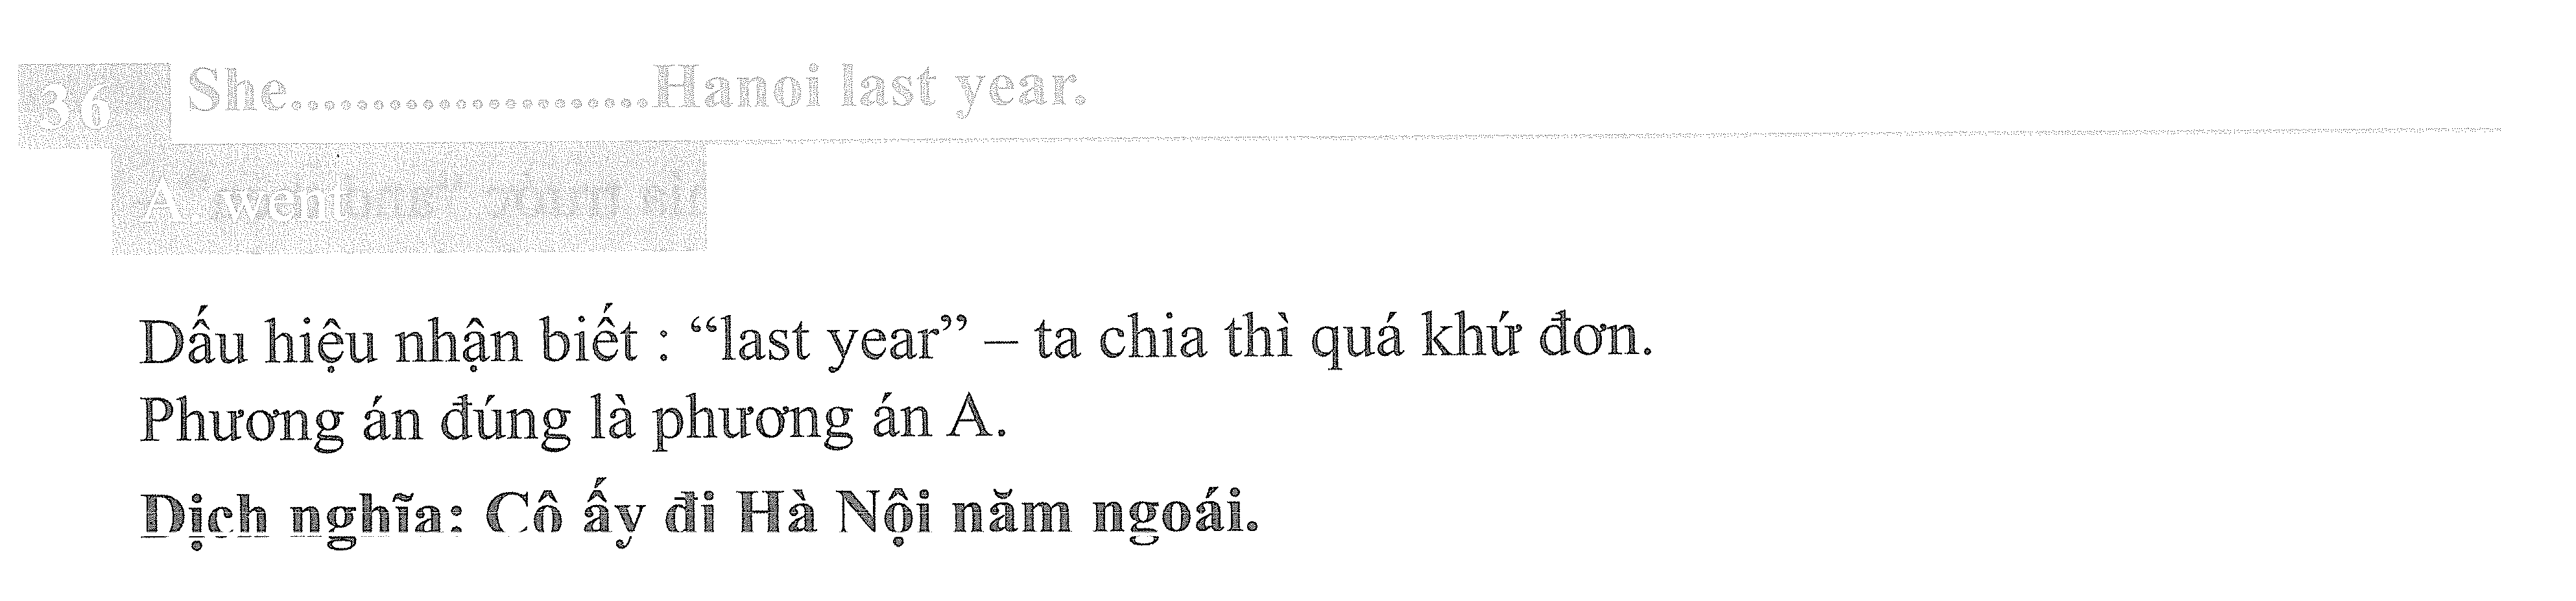 36 She......................Hanoi last year.
A. went
Dấu hiệu nhận biết : “last year” – ta chia thì quá khứ đơn.
Phương án đúng là phương án A.
Dịch nghĩa: Cô ấy đi Hà Nội năm ngoái.